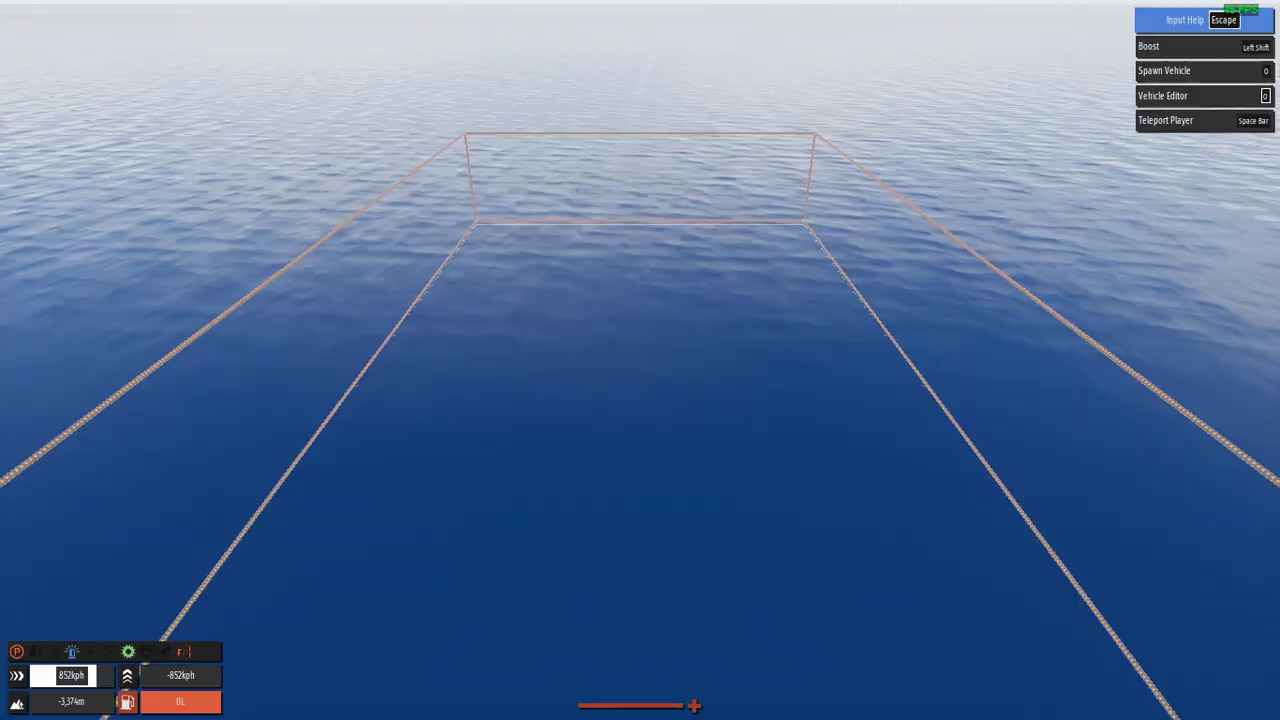 Input Help Escape
Boost Left Shift
Spawn Vehicle O
Vehicle Editor O
Teleport Player Space Bar
P
852kph -852kph
-3,374m 0L